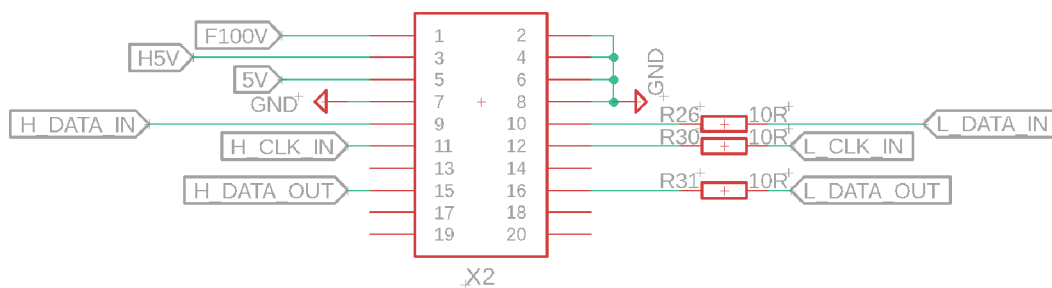 F100V
1 2
H5V
3 4
GND
5V
5 6
GND
7 8
H_DATA_IN
9 10
R26 10R
L_DATA_IN
H_CLK_IN
11 12
R30 10R
L_CLK_IN
13 14
H_DATA_OUT
15 16
R31 10R
L_DATA_OUT
17 18
19 20
X2